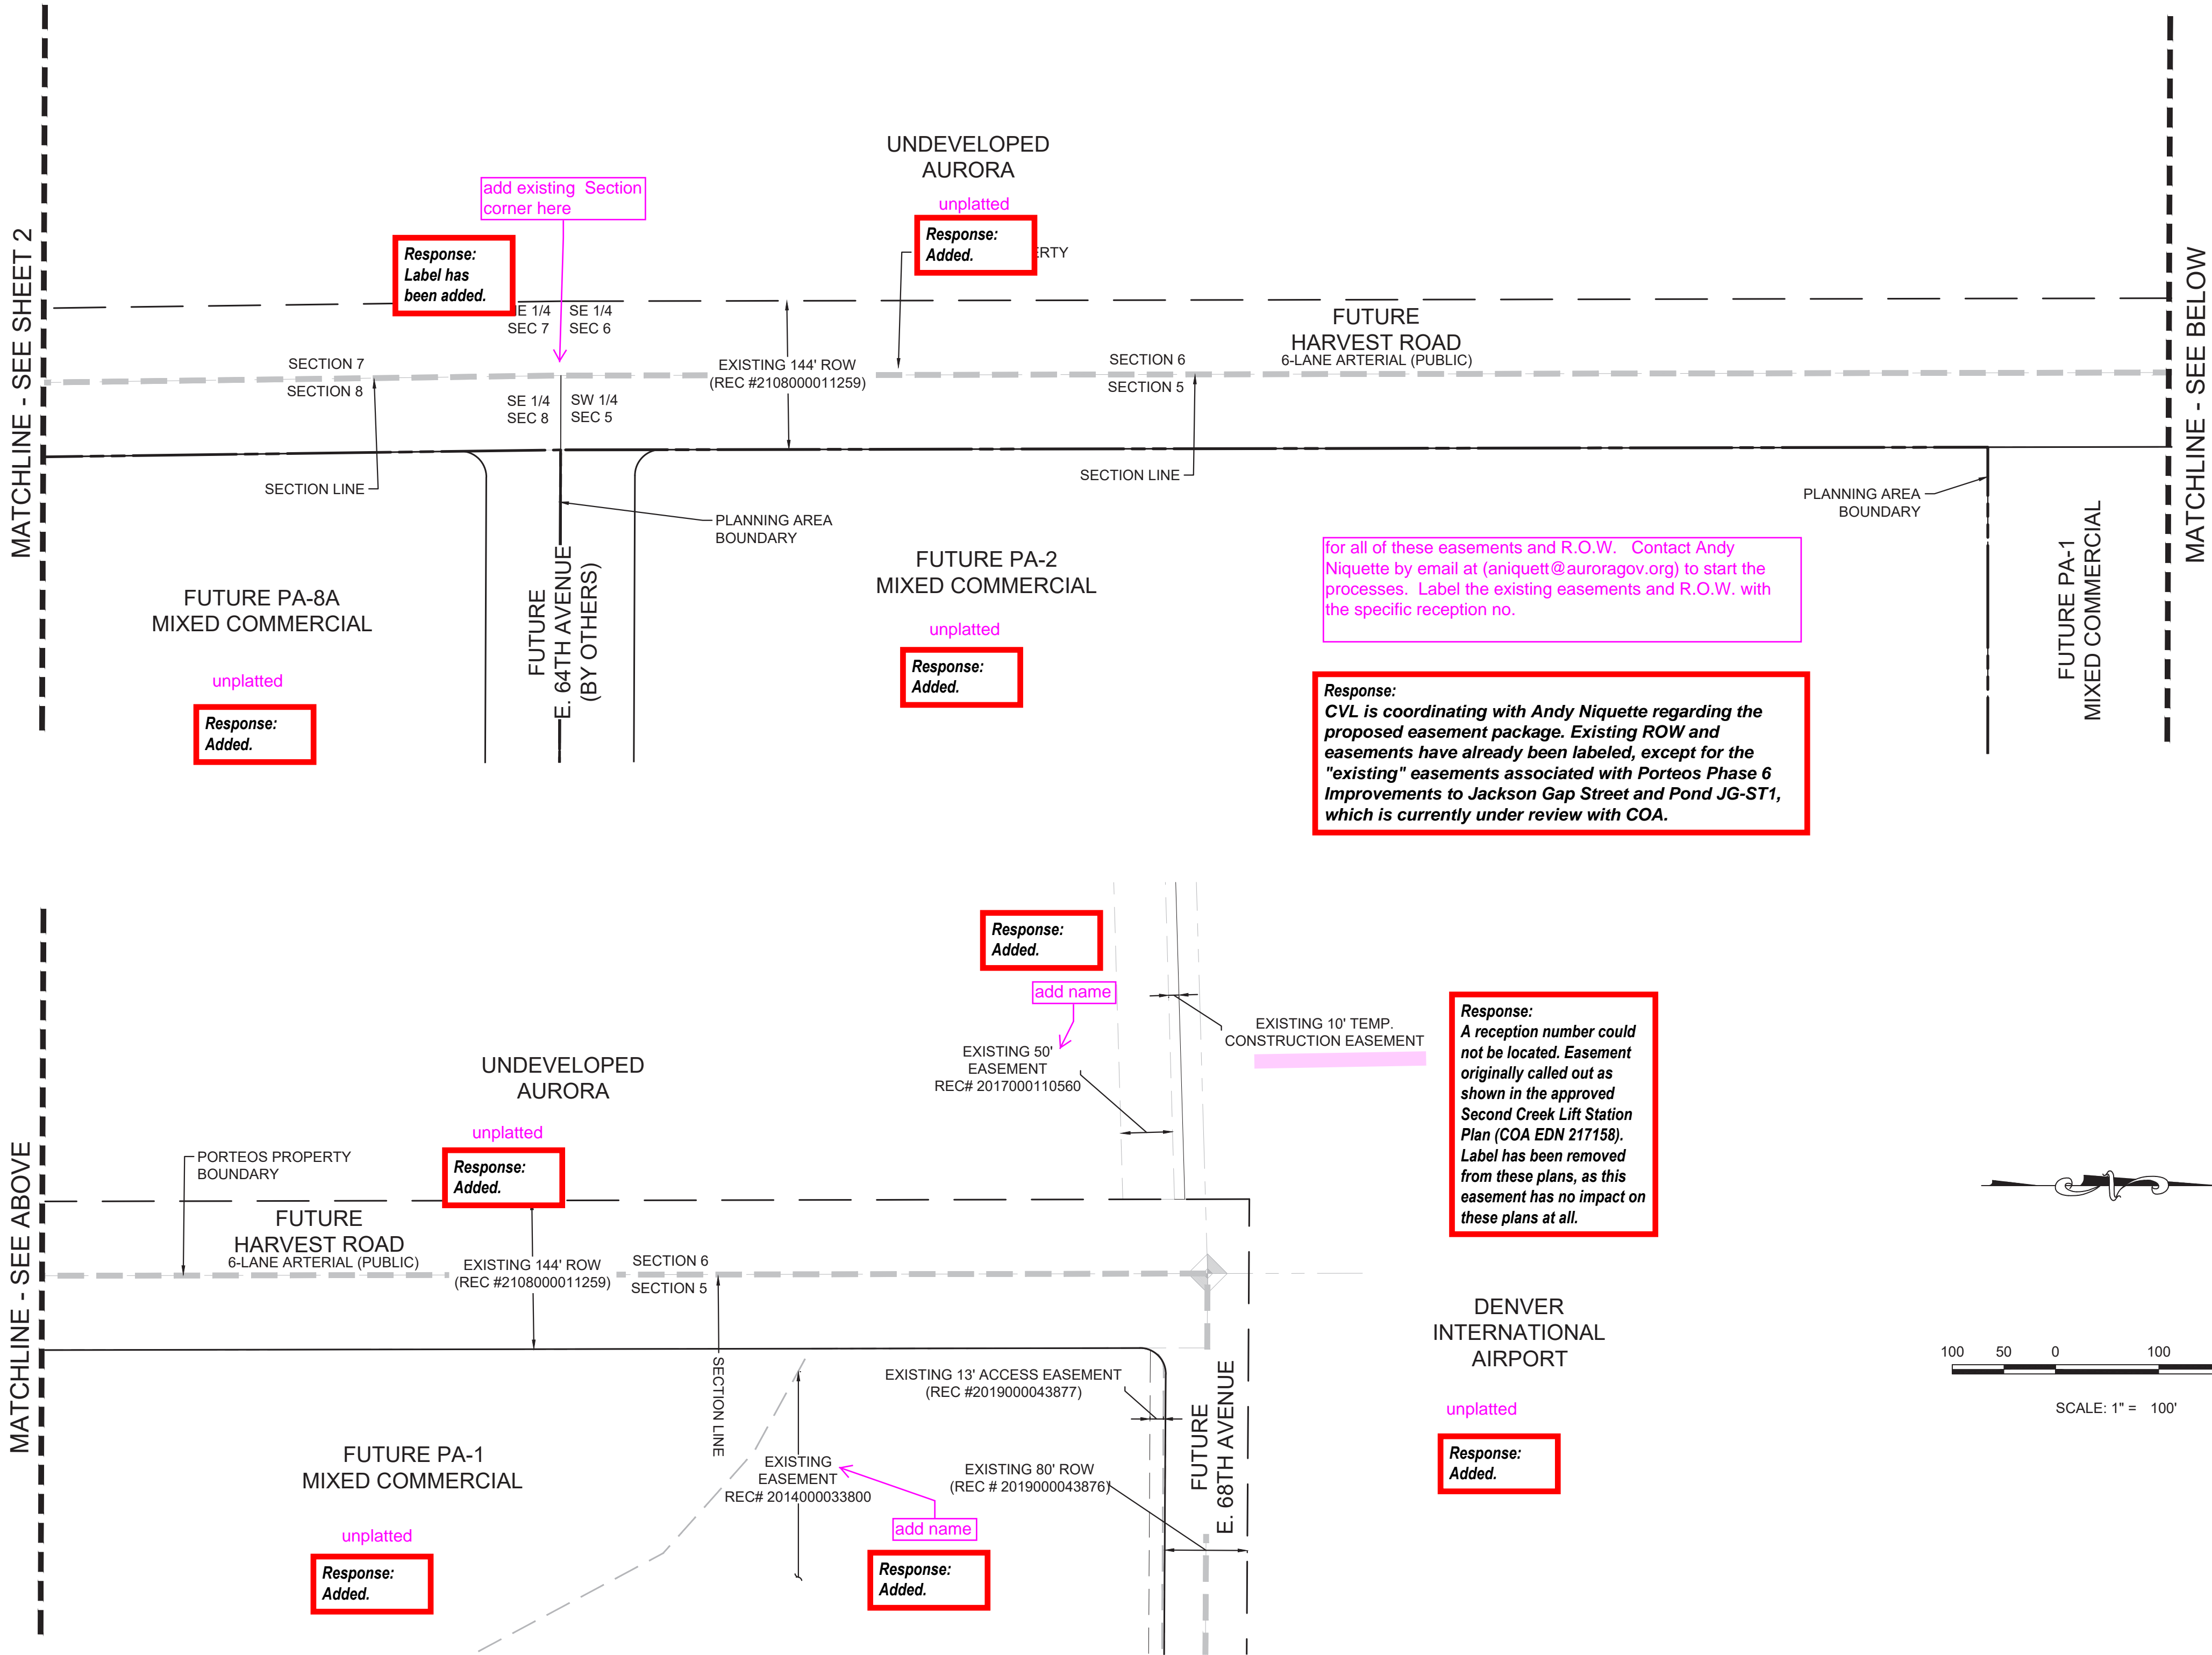 MATCHLINE - SEE SHEET 2
UNDEVELOPED
AURORA
unplatted
Response:
Added.
ERTY
add existing Section
corner here
Response:
Label has
been added.
E 1/4
SEC 7
SE 1/4
SEC 6
SECTION 7
SECTION 8
SE 1/4
SEC 8
SW 1/4
SEC 5
EXISTING 144' ROW
(REC #2108000011259)
SECTION 6
SECTION 5
FUTURE
HARVEST ROAD
6-LANE ARTERIAL (PUBLIC)
SECTION LINE
SECTION LINE
PLANNING AREA
BOUNDARY
PLANNING AREA
BOUNDARY
MATCHLINE - SEE BELOW
FUTURE PA-8A
MIXED COMMERCIAL
unplatted
Response:
Added.
FUTURE
E. 64TH AVENUE
(BY OTHERS)
FUTURE PA-2
MIXED COMMERCIAL
unplatted
Response:
Added.
for all of these easements and R.O.W. Contact Andy
Niquette by email at (aniquett@auroragov.org) to start the
processes. Label the existing easements and R.O.W. with
the specific reception no.
Response:
CVL is coordinating with Andy Niquette regarding the
proposed easement package. Existing ROW and
easements have already been labeled, except for the
"existing" easements associated with Porteos Phase 6
Improvements to Jackson Gap Street and Pond JG-ST1,
which is currently under review with COA.
FUTURE PA-1
MIXED COMMERCIAL
MATCHLINE - SEE ABOVE
UNDEVELOPED
AURORA
unplatted
Response:
Added.
PORTEOS PROPERTY
BOUNDARY
FUTURE
HARVEST ROAD
6-LANE ARTERIAL (PUBLIC)
EXISTING 144' ROW
(REC #2108000011259)
SECTION 6
SECTION 5
SECTION LINE
Response:
Added.
add name
EXISTING 50'
EASEMENT
REC# 2017000110560
EXISTING 10' TEMP.
CONSTRUCTION EASEMENT
Response:
A reception number could
not be located. Easement
originally called out as
shown in the approved
Second Creek Lift Station
Plan (COA EDN 217158).
Label has been removed
from these plans, as this
easement has no impact on
these plans at all.
EXISTING 13' ACCESS EASEMENT
(REC #2019000043877)
FUTURE PA-1
MIXED COMMERCIAL
unplatted
Response:
Added.
EXISTING
EASEMENT
REC# 2014000033800
add name
Response:
Added.
EXISTING 80' ROW
(REC # 2019000043876)
FUTURE
E. 68TH AVENUE
DENVER
INTERNATIONAL
AIRPORT
unplatted
Response:
Added.
100 50 0 100
SCALE: 1" = 100'